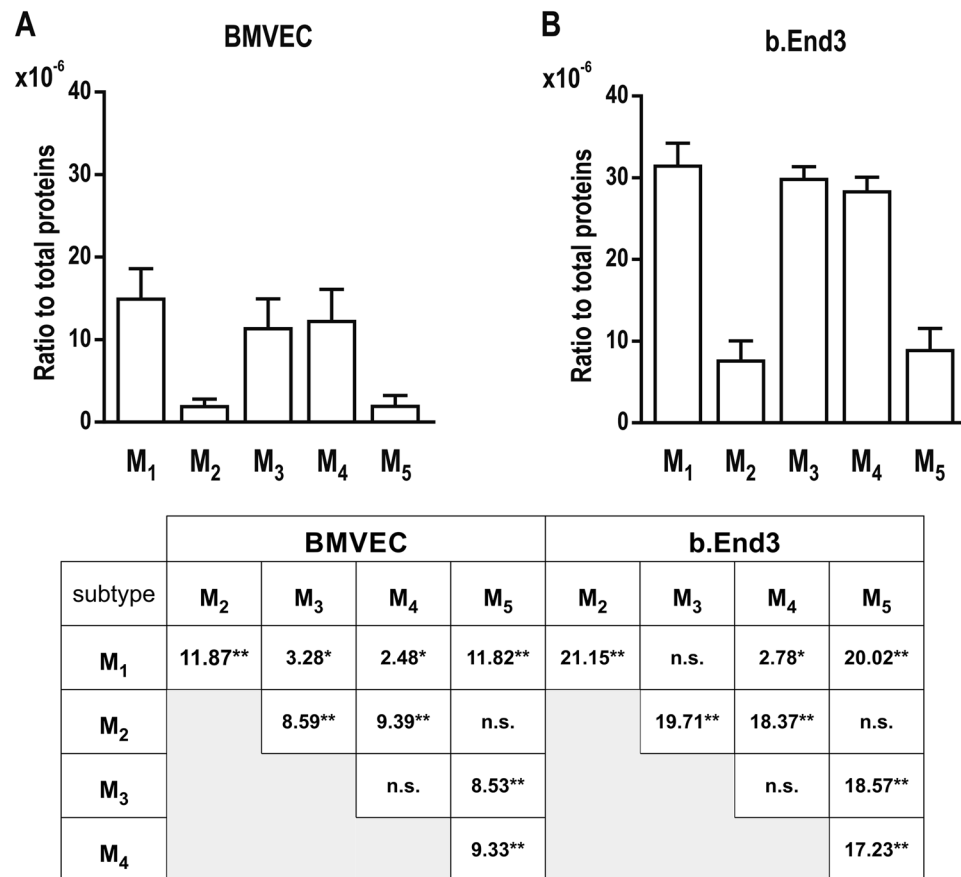 A
BMVEC
x10⁻⁶
Ratio to total proteins
40
30
20
10
0
M₁ M₂ M₃ M₄ M₅
B
b.End3
x10⁻⁶
Ratio to total proteins
40
30
20
10
0
M₁ M₂ M₃ M₄ M₅
BMVEC b.End3
subtype M₂ M₃ M₄ M₅ M₂ M₃ M₄ M₅
M₁ 11.87** 3.28* 2.48* 11.82** 21.15** n.s. 2.78* 20.02**
M₂ 8.59** 9.39** n.s. 19.71** 18.37** n.s.
M₃ n.s. 8.53** n.s. 18.57**
M₄ 9.33** 17.23**